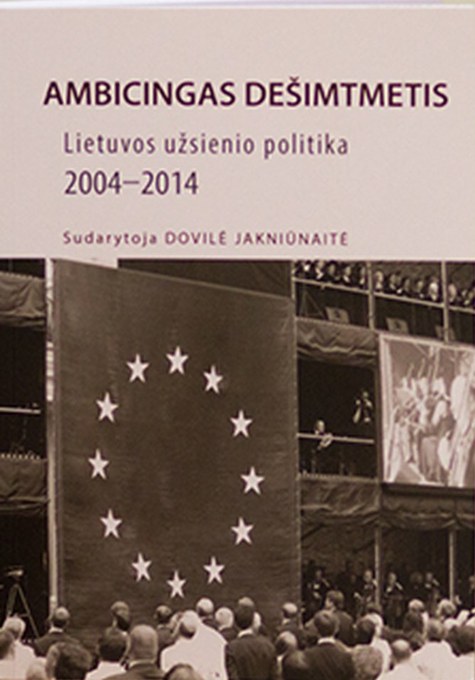 AMBICINGAS DEŠIMTMETIS
Lietuvos užsienio politika
2004–2014
Sudarytoja DOVILĖ JAKNIŪNAITĖ